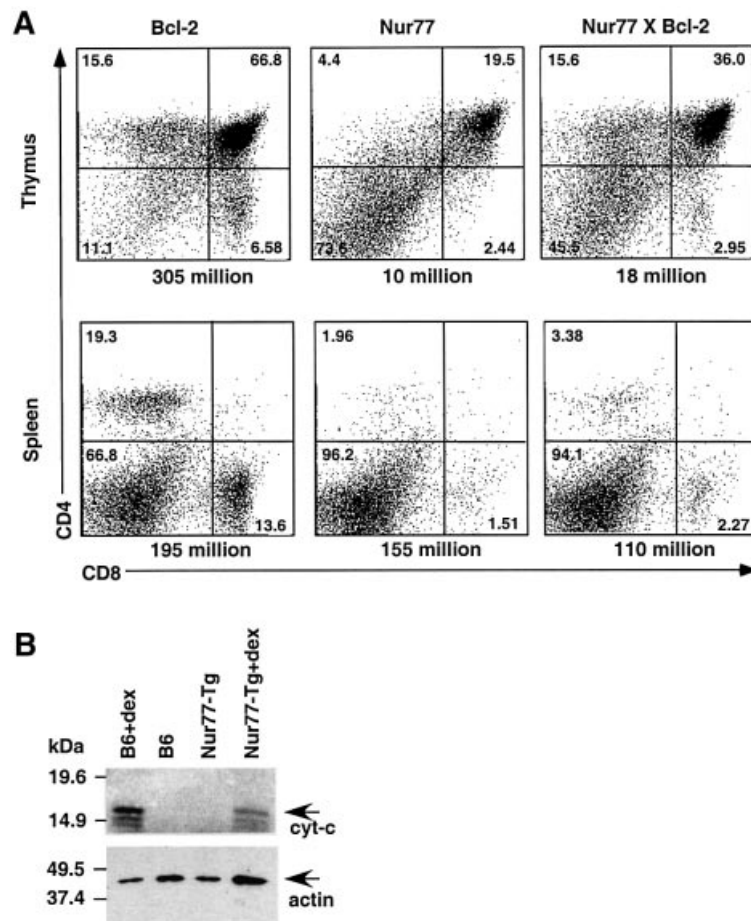 A
Bcl-2
Nur77
Nur77 X Bcl-2
Thymus
15.6 66.8
11.1 6.58
305 million
4.4 19.5
73.6 2.44
10 million
15.6 36.0
45.5 2.95
18 million
Spleen
19.3
66.8 13.6
195 million
1.96
96.2 1.51
155 million
3.38
94.1 2.27
110 million
CD4
CD8
B
B6+dex
B6
Nur77-Tg
Nur77-Tg+dex
kDa
19.6
14.9
cyt-c
49.5
37.4
actin